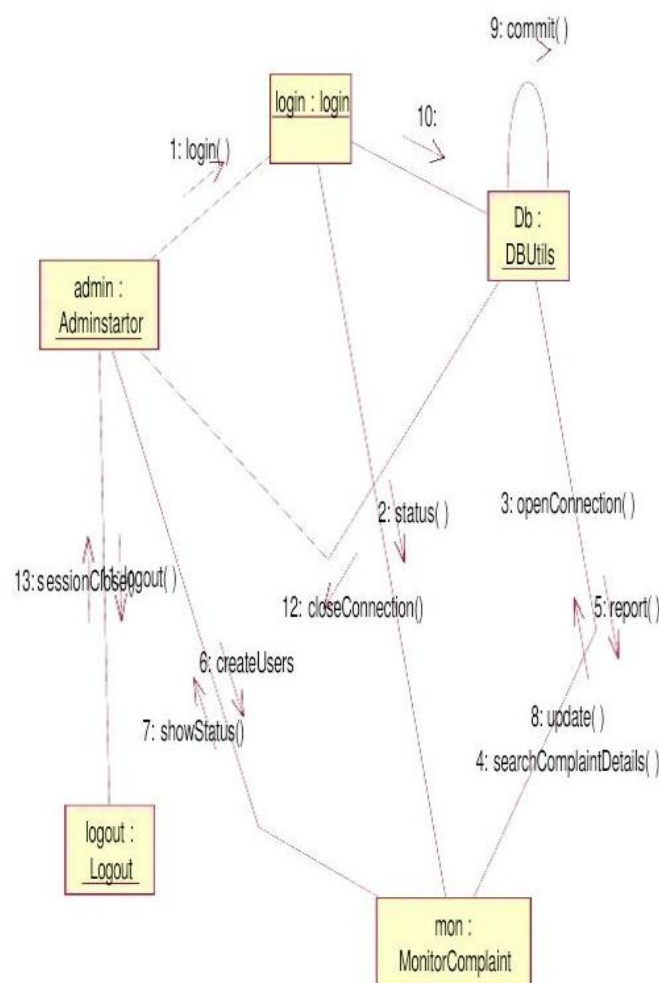 9: commit( )
login : login
10:
1: login( )
Db :
DBUtils
admin :
Adminstartor
2: status( )
3: openConnection( )
13: sessionClose()
logout( )
12: closeConnection()
5: report( )
6: createUsers
7: showStatus()
8: update( )
4: searchComplaintDetails( )
logout :
Logout
mon :
MonitorComplaint